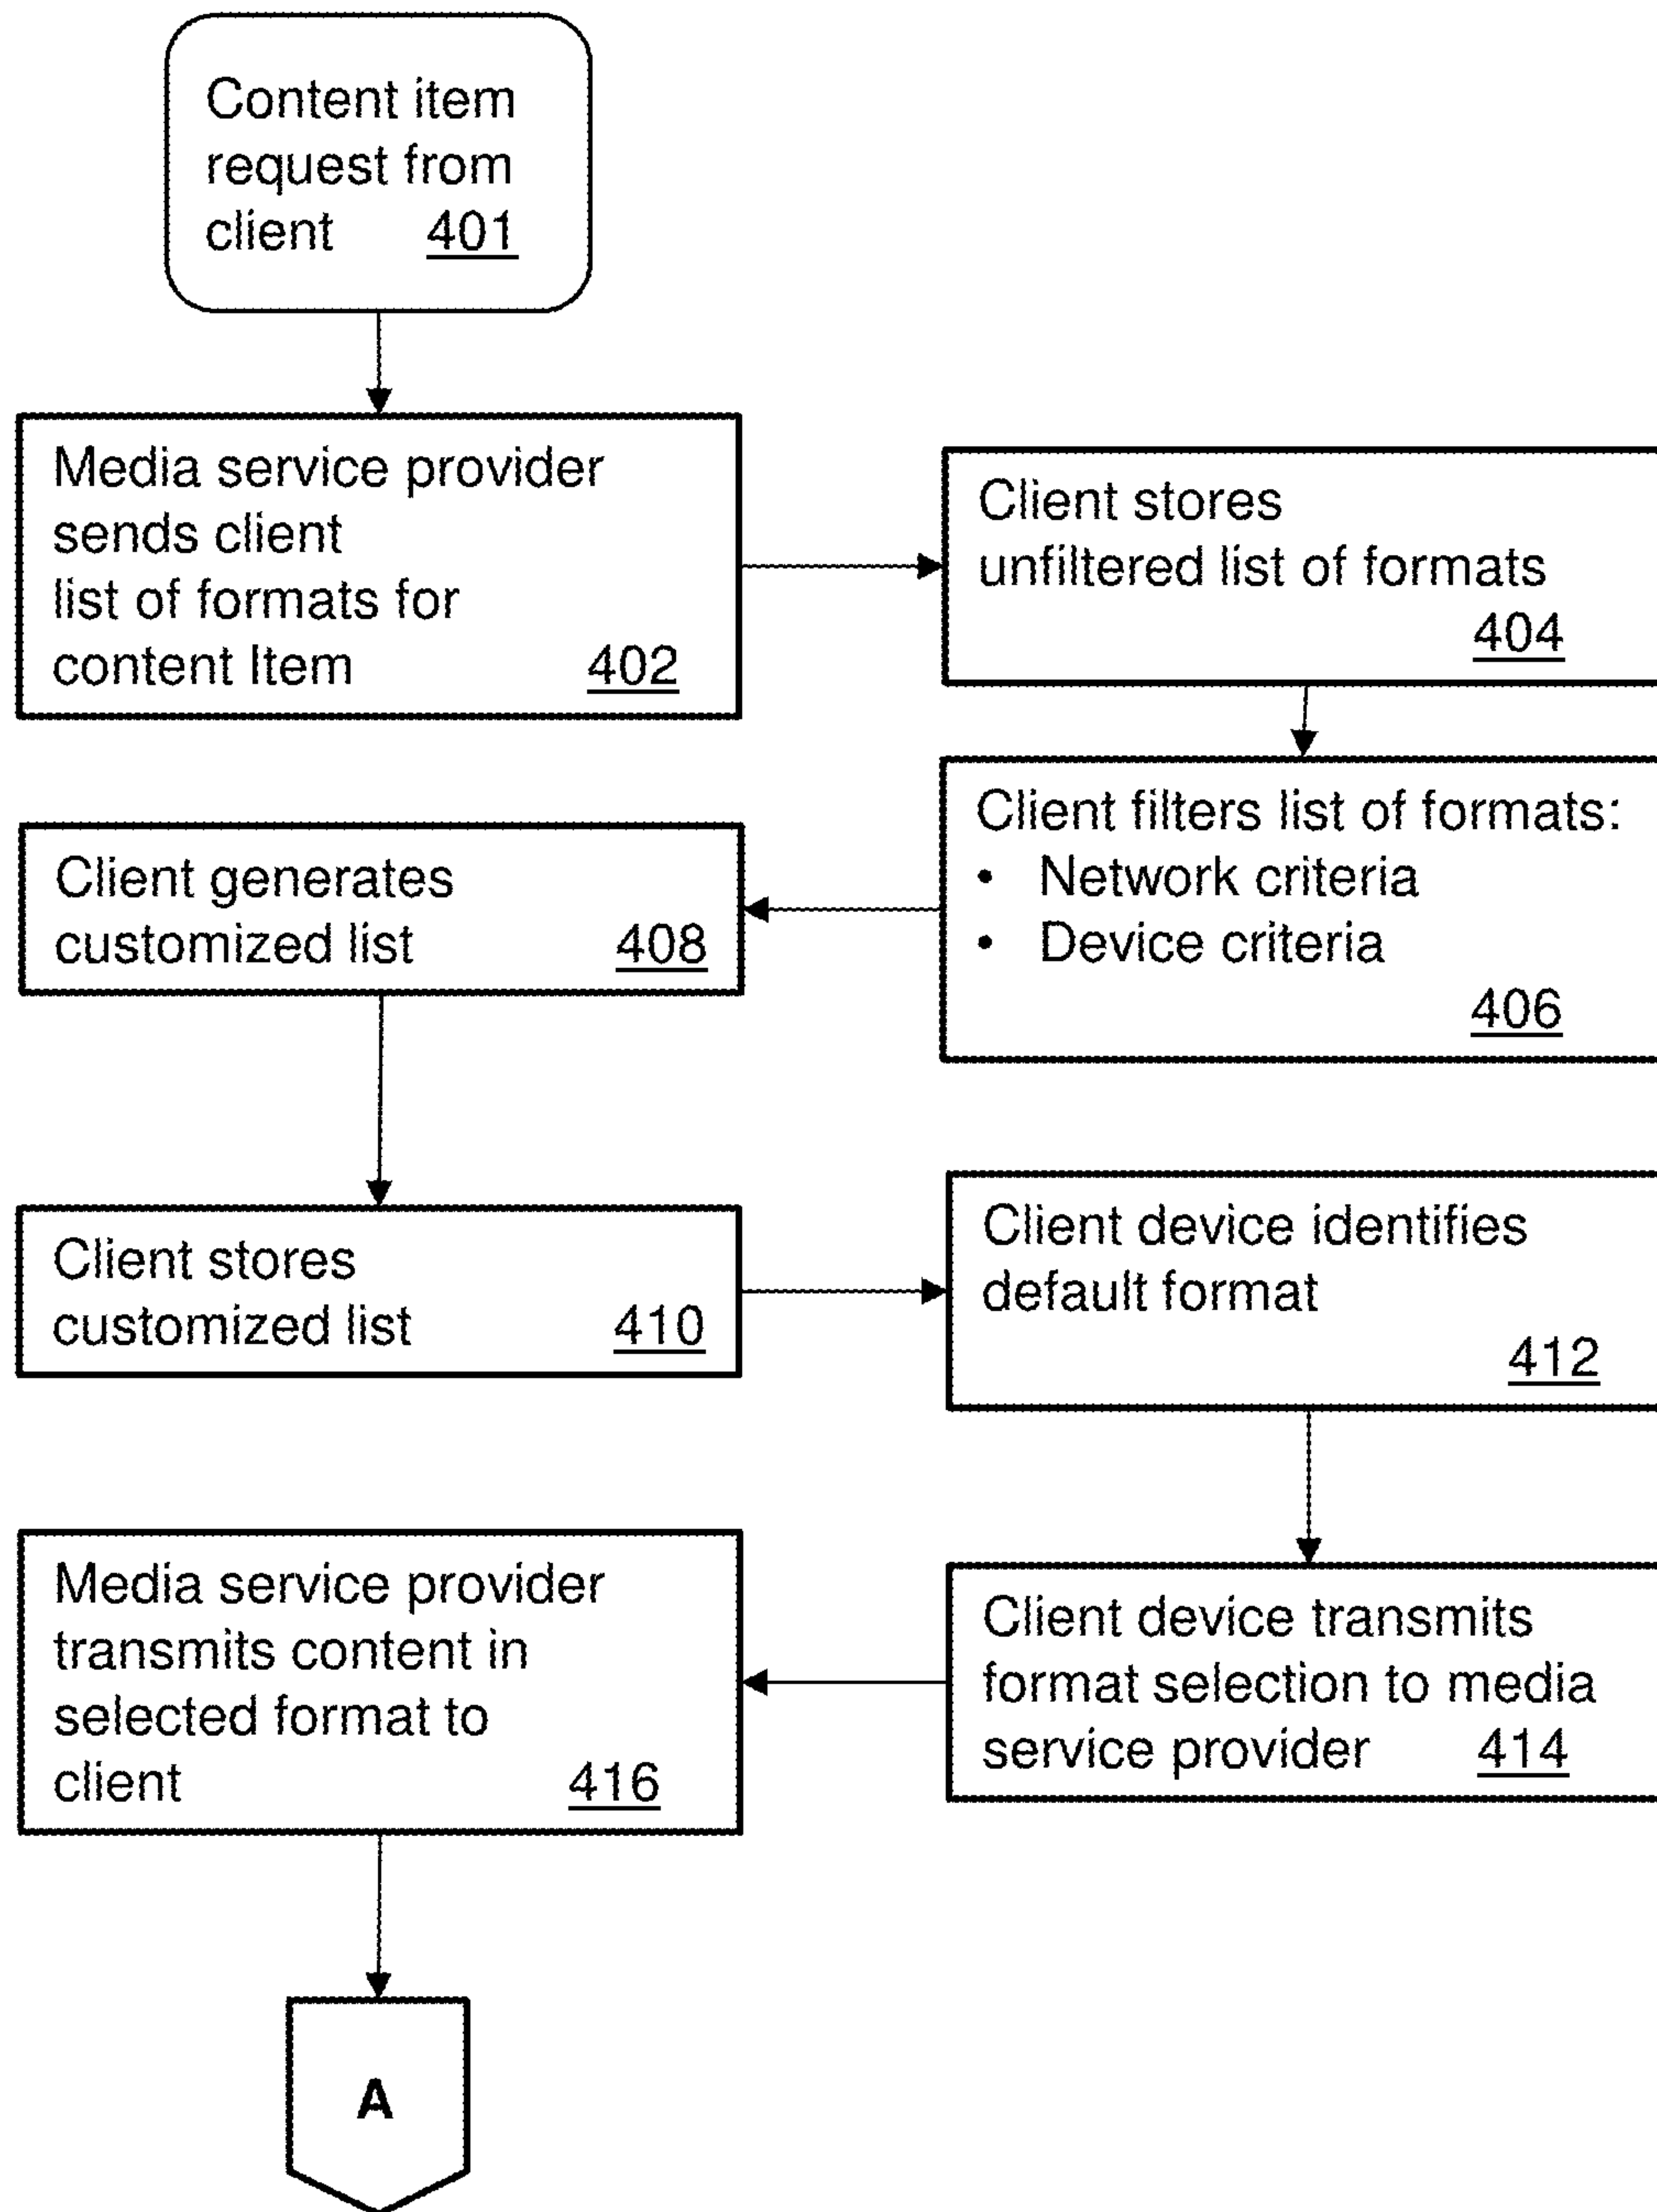 Content item
request from
client 401
Media service provider
sends client
list of formats for
content Item 402
Client stores
unfiltered list of formats
404
Client filters list of formats:
• Network criteria
• Device criteria
406
Client generates
customized list 408
Client stores
customized list 410
Client device identifies
default format
412
Client device transmits
format selection to media
service provider 414
Media service provider
transmits content in
selected format to
client 416
A